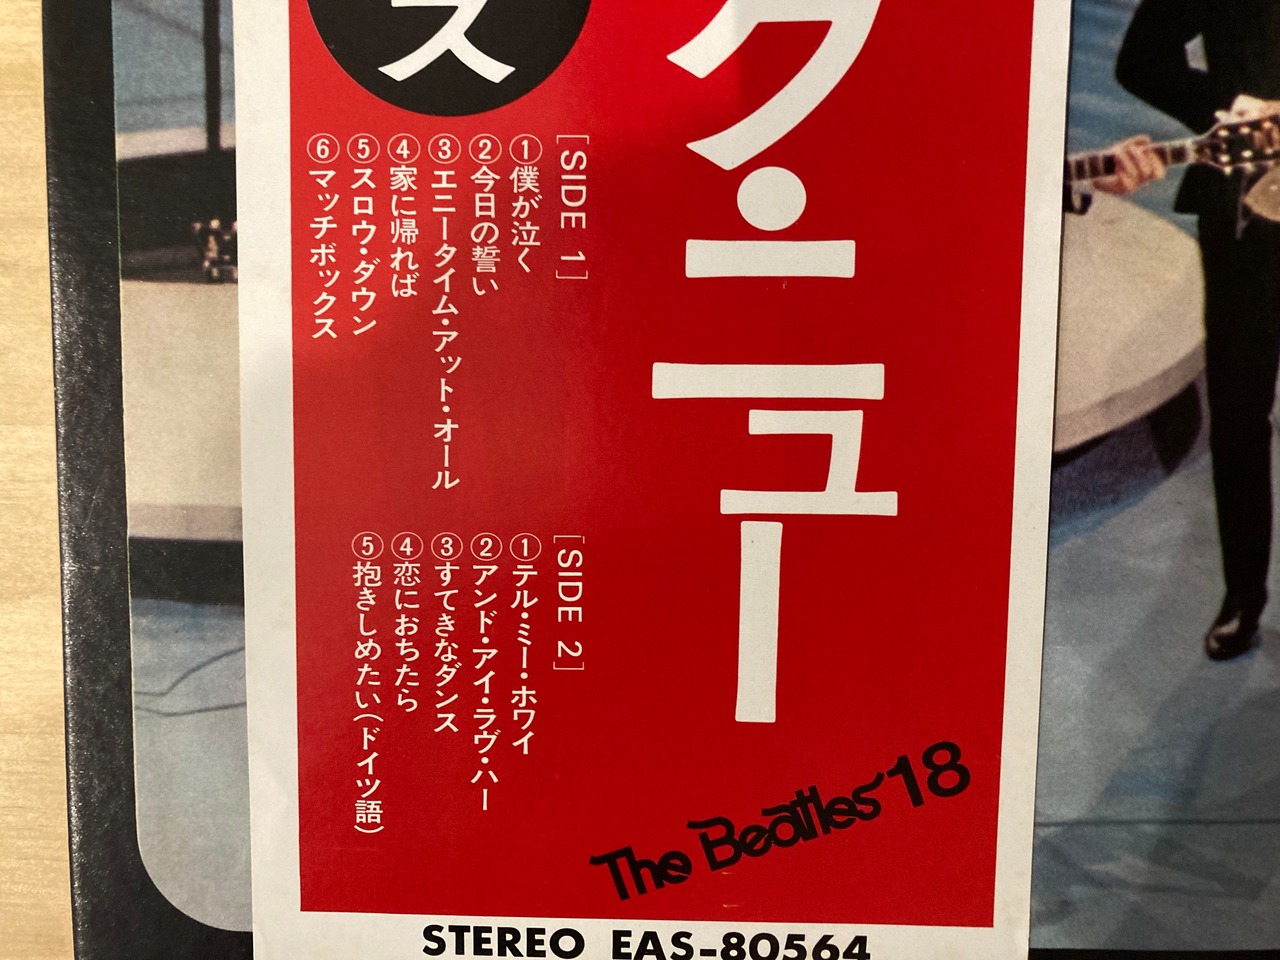 ク・ニュー
ス
[SIDE 1]
①僕が泣く
②今日の誓い
③エニータイム・アット・オール
④家に帰れば
⑤スロウ・ダウン
⑥マッチボックス
[SIDE 2]
①テル・ミー・ホワイ
②アンド・アイ・ラヴ・ハー
③すてきなダンス
④恋におちたら
⑤抱きしめたい(ドイツ語)
The Beatles 18
STEREO EAS-80564